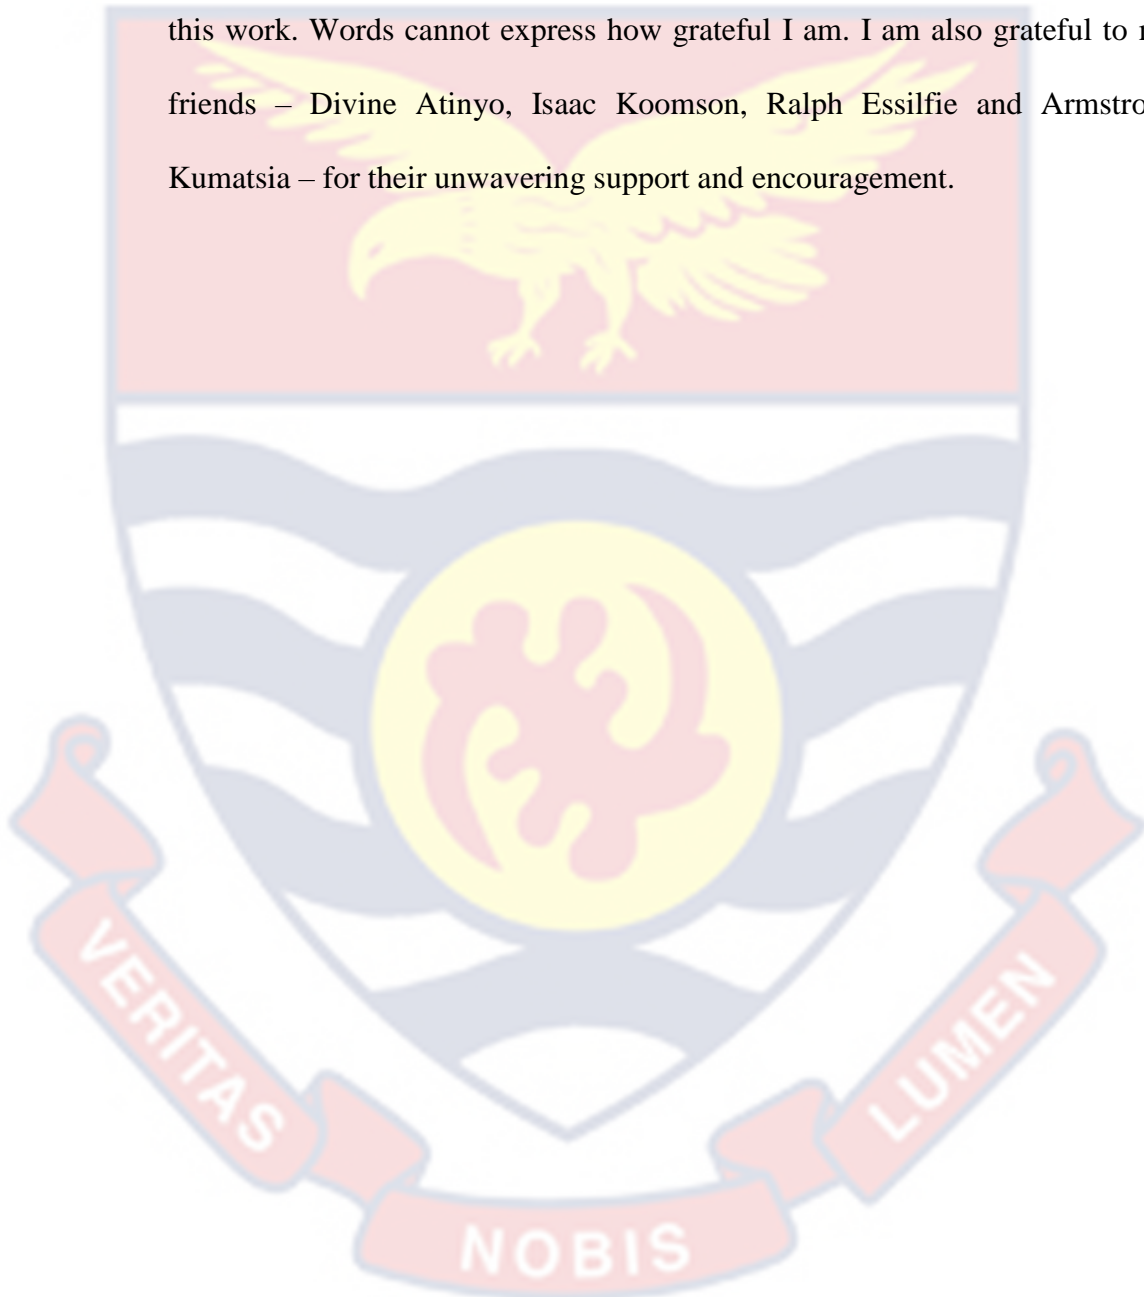 this work. Words cannot express how grateful I am. I am also grateful to
friends – Divine Atinyo, Isaac Koomson, Ralph Essilfie and Armstro
Kumatsia – for their unwavering support and encouragement.
VERITAS
NOBIS
LUMEN